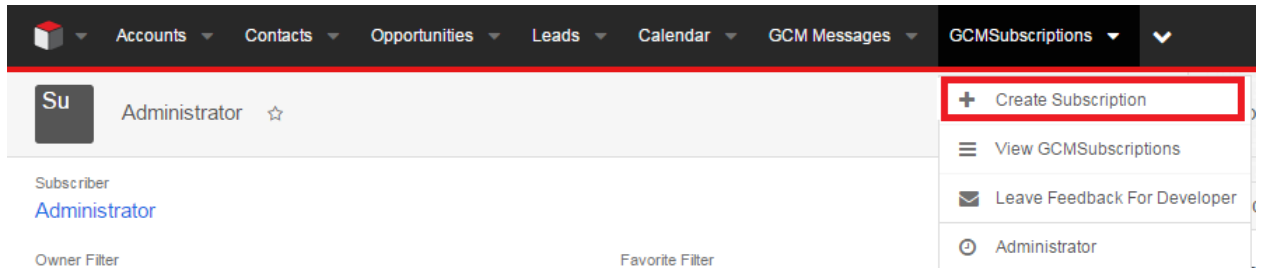 Accounts Contacts Opportunities Leads Calendar GCM Messages GCMSubscriptions
Su Administrator
Create Subscription
View GCMSubscriptions
Subscriber
Administrator
Leave Feedback For Developer
Owner Filter Favorite Filter
Administrator